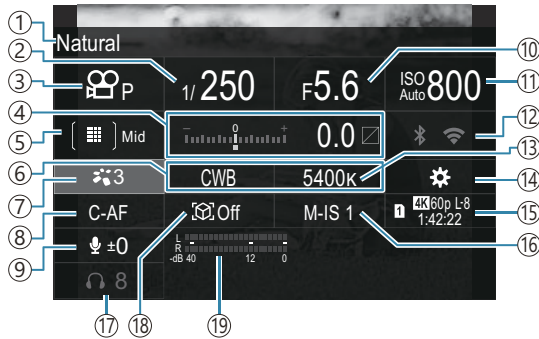 ① Natural
② 1/250
③ P
F5.6 ⑩
ISO Auto 800 ⑪
④ - 0 + 0.0
⑤ Mid
⑫
⑥ CWB 5400K ⑬
⑦ 3
⑭
⑧ C-AF
Off
M-IS 1 ⑯
1 4K 60p L-8 ⑮
1:42:22
⑨ ±0
L
R
-dB 40 12 0
8
⑰ ⑱ ⑲